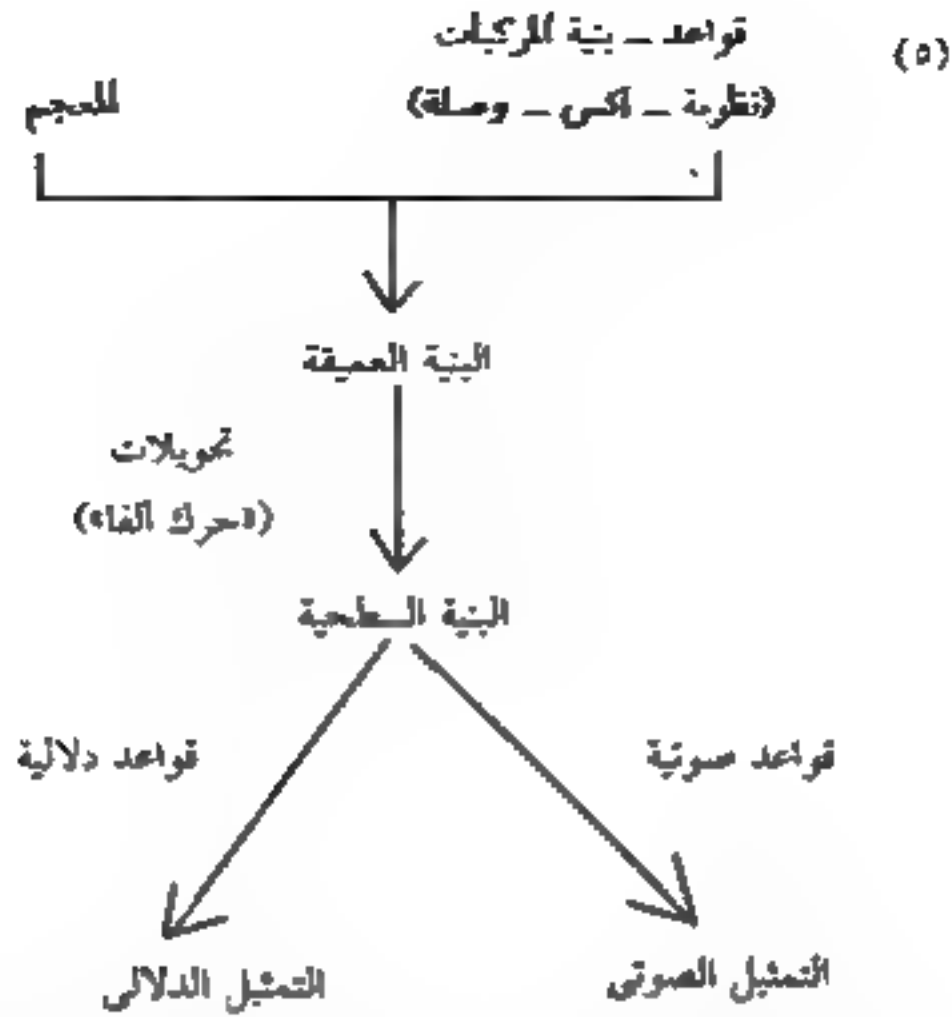 (٥)
قواعد – بنية المركبات
(نظرية – اكس – وصلة)
المعجم
البنية العميقة
تحويلات
(«حرك ألفا»)
البنية السطحية
قواعد صوتية
قواعد دلالية
التمثيل الصوتى
التمثيل الدلالى